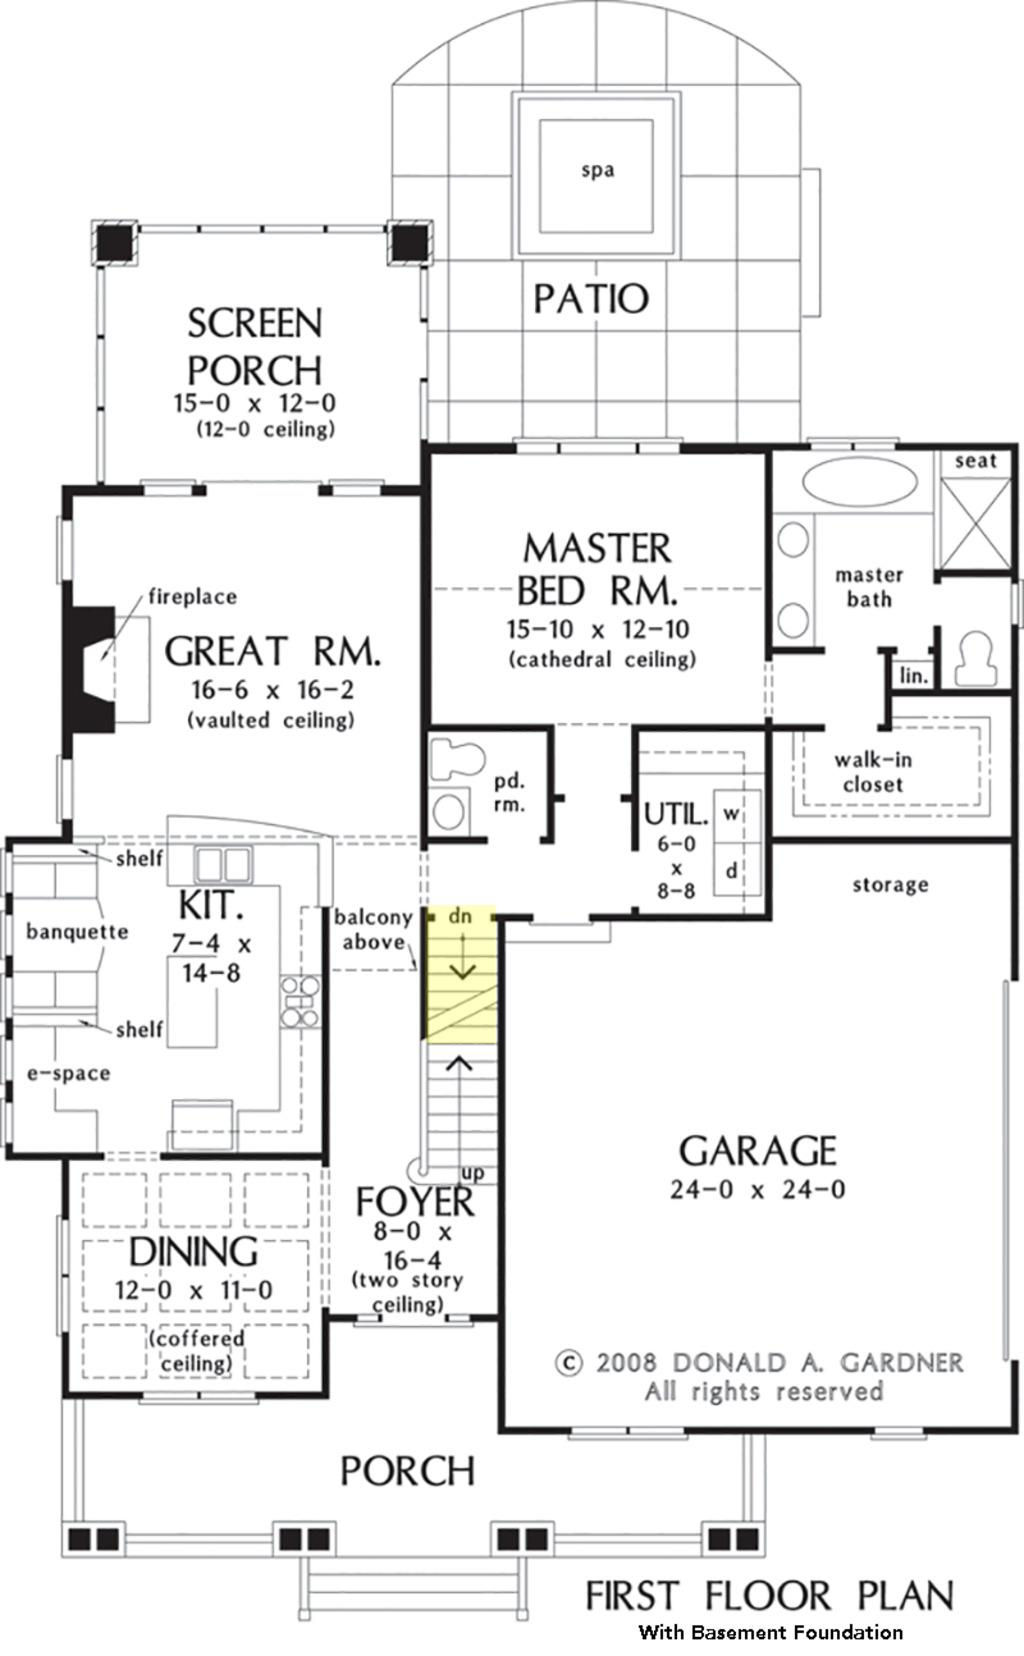 spa
PATIO
SCREEN
PORCH
15-0 x 12-0
(12-0 ceiling)
seat
MASTER
BED RM.
15-10 x 12-10
(cathedral ceiling)
master
bath
lin.
fireplace
GREAT RM.
16-6 x 16-2
(vaulted ceiling)
pd.
rm.
UTIL.
6-0
x
8-8
w
d
walk-in
closet
storage
shelf
KIT.
7-4 x
14-8
banquette
shelf
e-space
balcony
above
dn
up
FOYER
8-0 x
16-4
(two story
ceiling)
GARAGE
24-0 x 24-0
DINING
12-0 x 11-0
(coffered
ceiling)
© 2008 DONALD A. GARDNER
All rights reserved
PORCH
FIRST FLOOR PLAN
With Basement Foundation